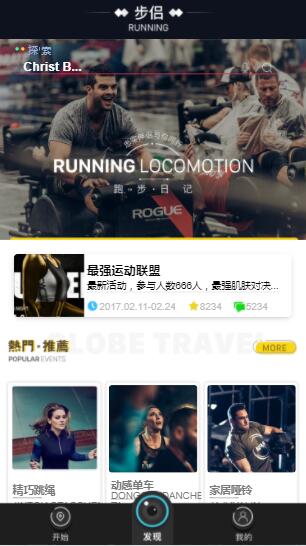 步侣
RUNNING
探·索
Christ B...
RUNNING LOCOMOTION
跑·步·日記
ROGUE
最强运动联盟
最新活动，参与人数666人，最强肌肤对决...
2017.02.11-02.24 8234 5234
GLOBE TRAVEL
熱門·推薦
POPULAR EVENTS
MORE
精巧跳绳
动感单车
家居哑铃
开始
发现
我的